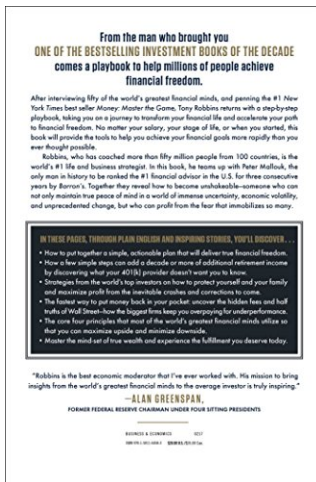 From the man who brought you
ONE OF THE BESTSELLING INVESTMENT BOOKS OF THE DECADE
comes a playbook to help millions of people achieve
financial freedom.
After interviewing fifty of the world's greatest financial minds, and penning the #1 New
York Times best seller Money: Master the Game, Tony Robbins returns with a step-by-step
playbook, taking you on a journey to transform your financial life and accelerate your path
to financial freedom. No matter your salary, your stage of life, or when you started, this
book will provide the tools to help you achieve your financial goals more rapidly than you
ever thought possible.
Robbins, who has coached more than fifty million people from 100 countries, is the
world's #1 life and business strategist. In this book, he teams up with Peter Mallouk, the
only man in history to be ranked the #1 financial advisor in the U.S. for three consecutive
years by Barron's. Together they reveal how to become unshakeable—someone who can
not only maintain true peace of mind in a world of immense uncertainty, economic volatility,
and unprecedented change, but who can profit from the fear that immobilizes so many.
IN THESE PAGES, THROUGH PLAIN ENGLISH AND INSPIRING STORIES, YOU'LL DISCOVER . . .
• How to put together a simple, actionable plan that will deliver true financial freedom.
• How a few simple steps can add a decade or more of additional retirement income
by discovering what your 401(k) provider doesn't want you to know.
• Strategies from the world's top investors on how to protect yourself and your family
and maximize profit from the inevitable crashes and corrections to come.
• The fastest way to put money back in your pocket: uncover the hidden fees and half
truths of Wall Street—how the biggest firms keep you overpaying for underperformance.
• The core four principles that most of the world's greatest financial minds utilize so
that you can maximize upside and minimize downside.
• Master the mind-set of true wealth and experience the fulfillment you deserve today.
"Robbins is the best economic moderator that I've ever worked with. His mission to bring
insights from the world's greatest financial minds to the average investor is truly inspiring."
—ALAN GREENSPAN,
FORMER FEDERAL RESERVE CHAIRMAN UNDER FOUR SITTING PRESIDENTS
BUSINESS & ECONOMICS